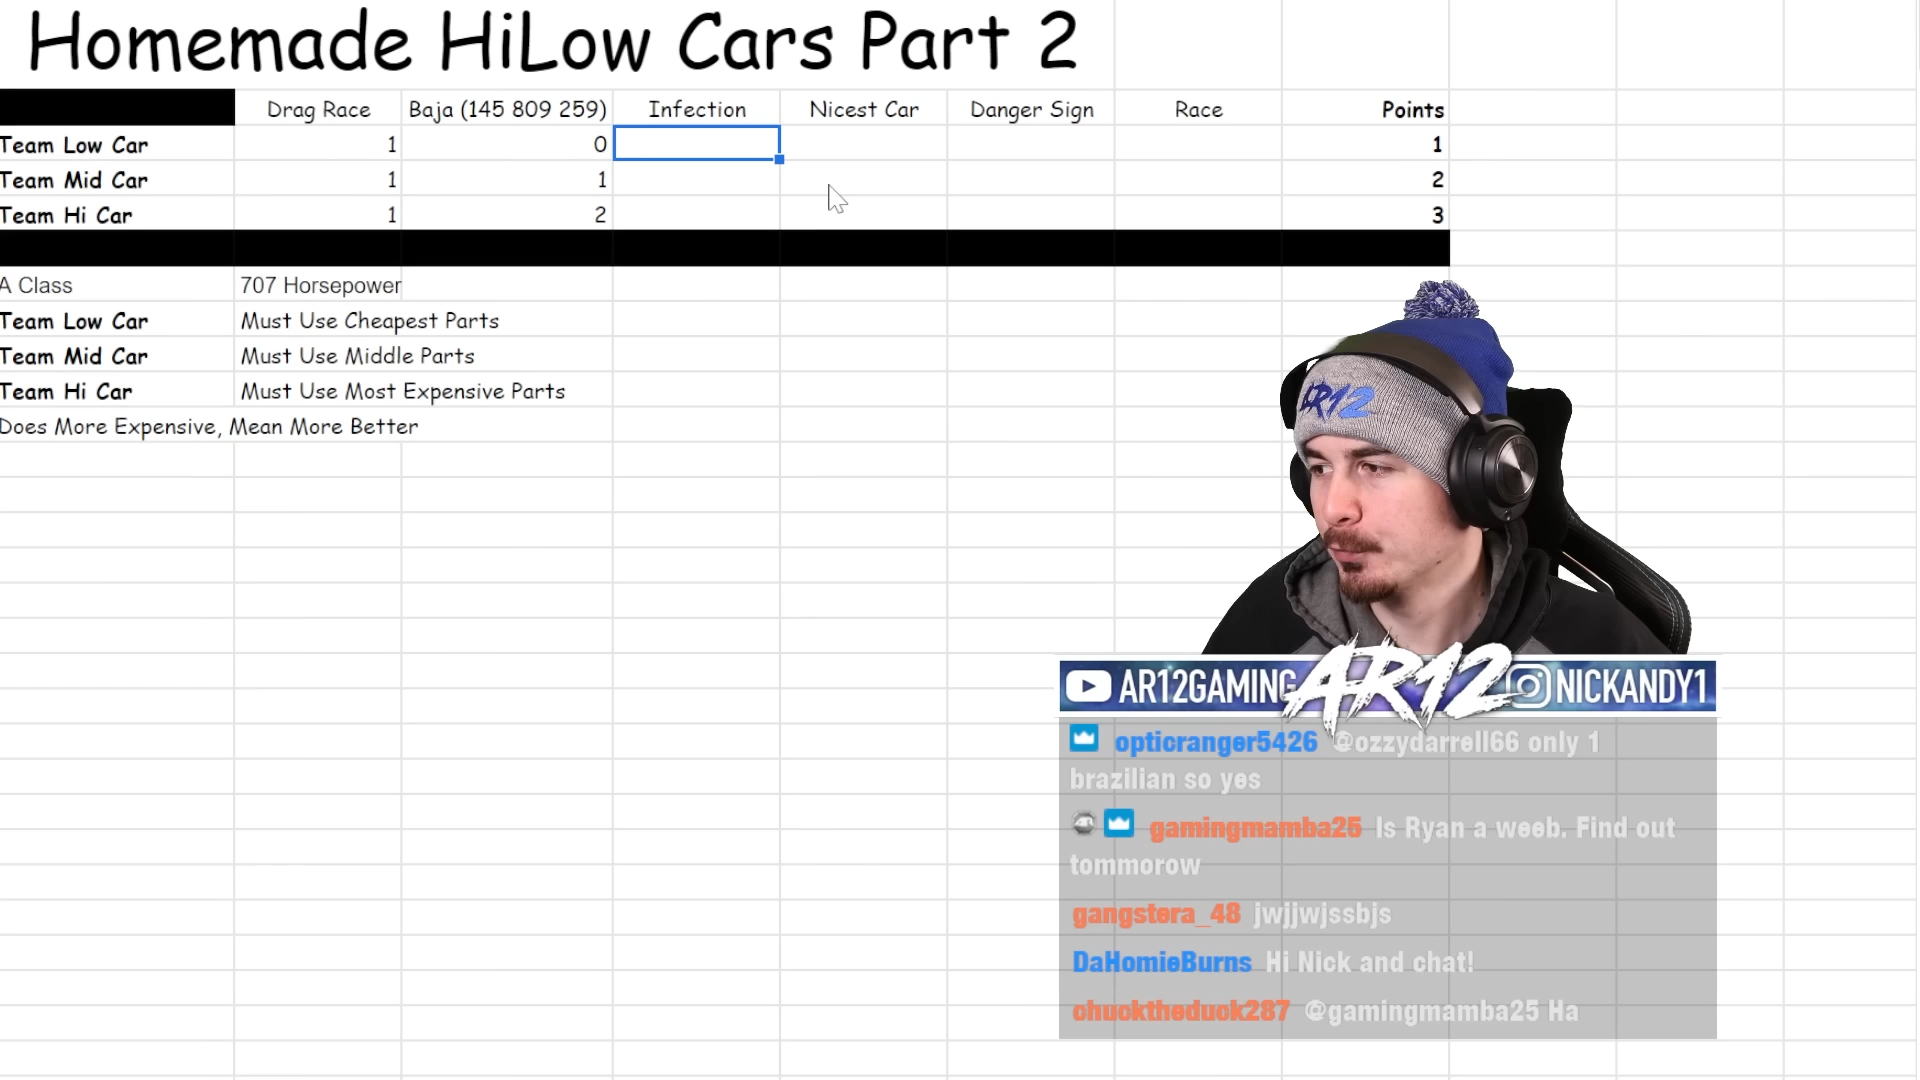 Homemade HiLow Cars Part 2
Drag Race Baja (145 809 259) Infection Nicest Car Danger Sign Race Points
Team Low Car 1 0 1
Team Mid Car 1 1 2
Team Hi Car 1 2 3
A Class 707 Horsepower
Team Low Car Must Use Cheapest Parts
Team Mid Car Must Use Middle Parts
Team Hi Car Must Use Most Expensive Parts
Does More Expensive, Mean More Better
AR12
AR12GAMING AR12 NICKANDY1
opticranger5426 @ozzydarrell66 only 1
brazilian so yes
gamingmamba25 Is Ryan a weeb. Find out
tommorow
gangstera_48 jwjjwjssbjs
DaHomieBurns Hi Nick and chat!
chucktheduck287 @gamingmamba25 Ha